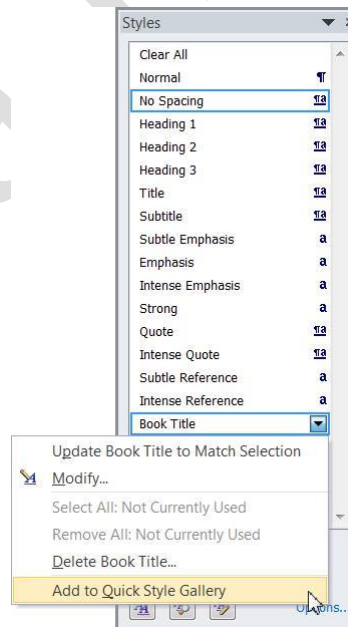 Styles
Clear All
Normal ¶
No Spacing ¶a
Heading 1 ¶a
Heading 2 ¶a
Heading 3 ¶a
Title ¶a
Subtitle ¶a
Subtle Emphasis a
Emphasis a
Intense Emphasis a
Strong a
Quote ¶a
Intense Quote ¶a
Subtle Reference a
Intense Reference a
Book Title
Update Book Title to Match Selection
Modify...
Select All: Not Currently Used
Remove All: Not Currently Used
Delete Book Title...
Add to Quick Style Gallery